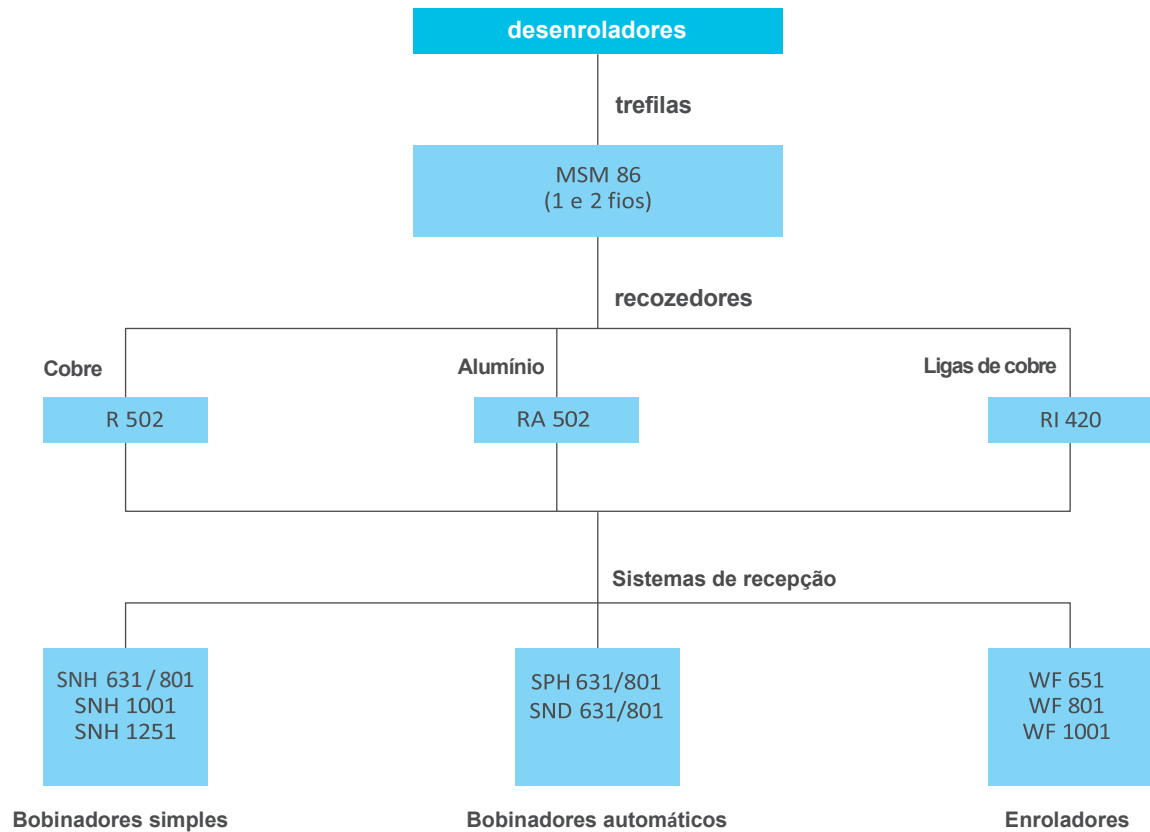 desenroladores
trefilas
MSM 86
(1 e 2 fios)
recozedores
Cobre
Alumínio
Ligas de cobre
R 502
RA 502
RI 420
Sistemas de recepção
SNH 631 / 801
SNH 1001
SNH 1251
SPH 631/801
SND 631/801
WF 651
WF 801
WF 1001
Bobinadores simples
Bobinadores automáticos
Enroladores